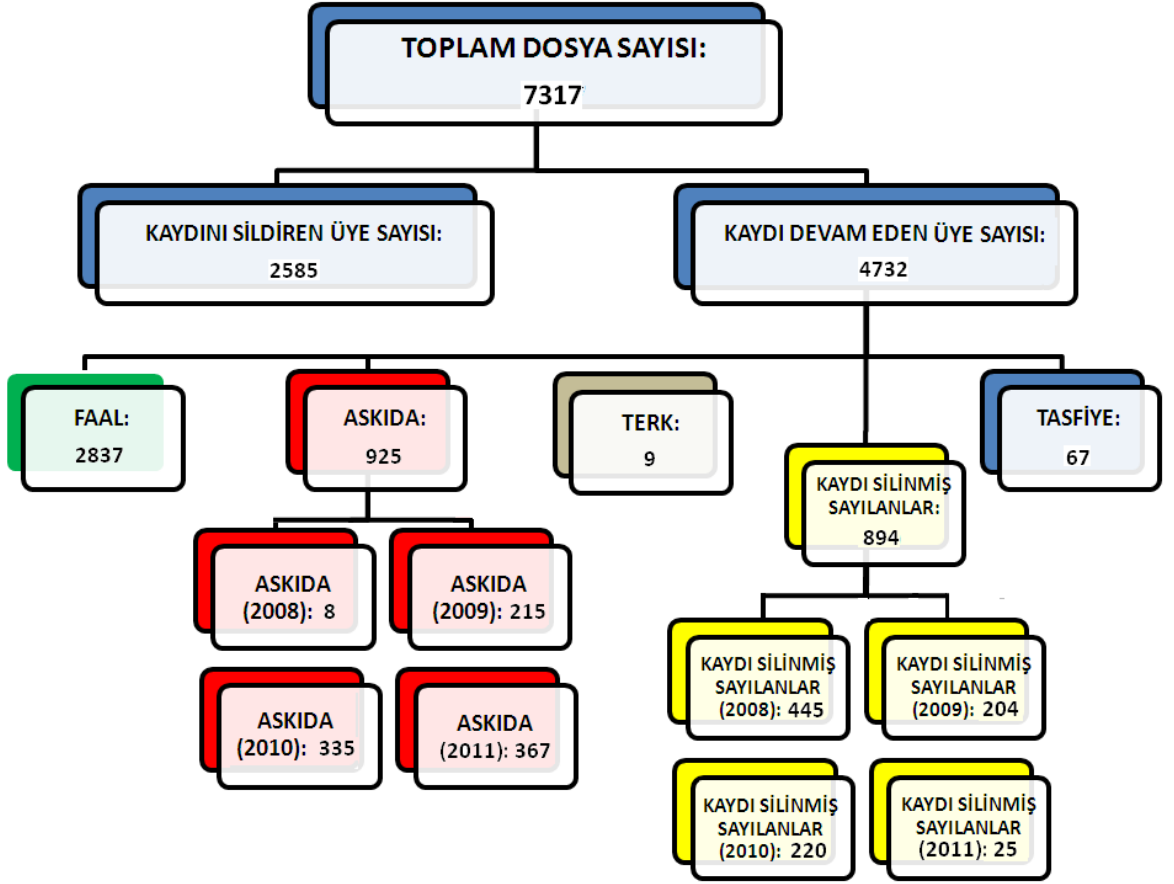 TOPLAM DOSYA SAYISI:
7317
KAYDINI SİLDİREN ÜYE SAYISI:
2585
KAYDI DEVAM EDEN ÜYE SAYISI:
4732
FAAL:
2837
ASKIDA:
925
TERK:
9
KAYDI SİLİNMİŞ
SAYILANLAR:
894
TASFİYE:
67
ASKIDA
(2008): 8
ASKIDA
(2009): 215
ASKIDA
(2010): 335
ASKIDA
(2011): 367
KAYDI SİLİNMİŞ
SAYILANLAR
(2008): 445
KAYDI SİLİNMİŞ
SAYILANLAR
(2009): 204
KAYDI SİLİNMİŞ
SAYILANLAR
(2010): 220
KAYDI SİLİNMİŞ
SAYILANLAR
(2011): 25